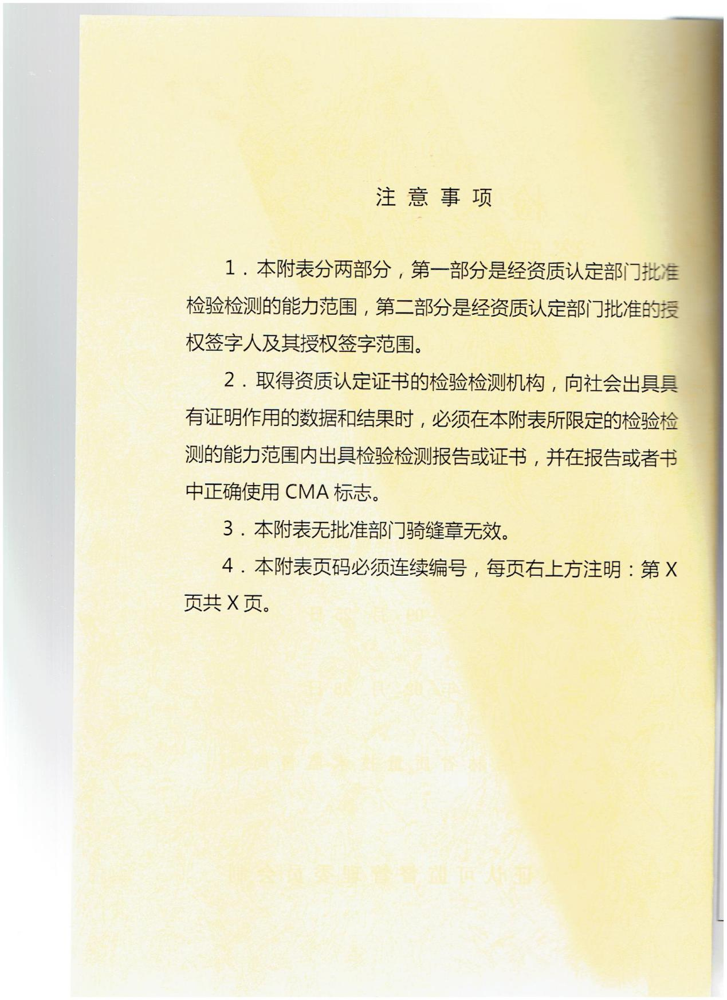 注意事项
1．本附表分两部分，第一部分是经资质认定部门批准
检验检测的能力范围，第二部分是经资质认定部门批准的授
权签字人及其授权签字范围。
2．取得资质认定证书的检验检测机构，向社会出具具
有证明作用的数据和结果时，必须在本附表所限定的检验检
测的能力范围内出具检验检测报告或证书，并在报告或者书
中正确使用 CMA 标志。
3．本附表无批准部门骑缝章无效。
4．本附表页码必须连续编号，每页右上方注明：第 X
页共 X 页。